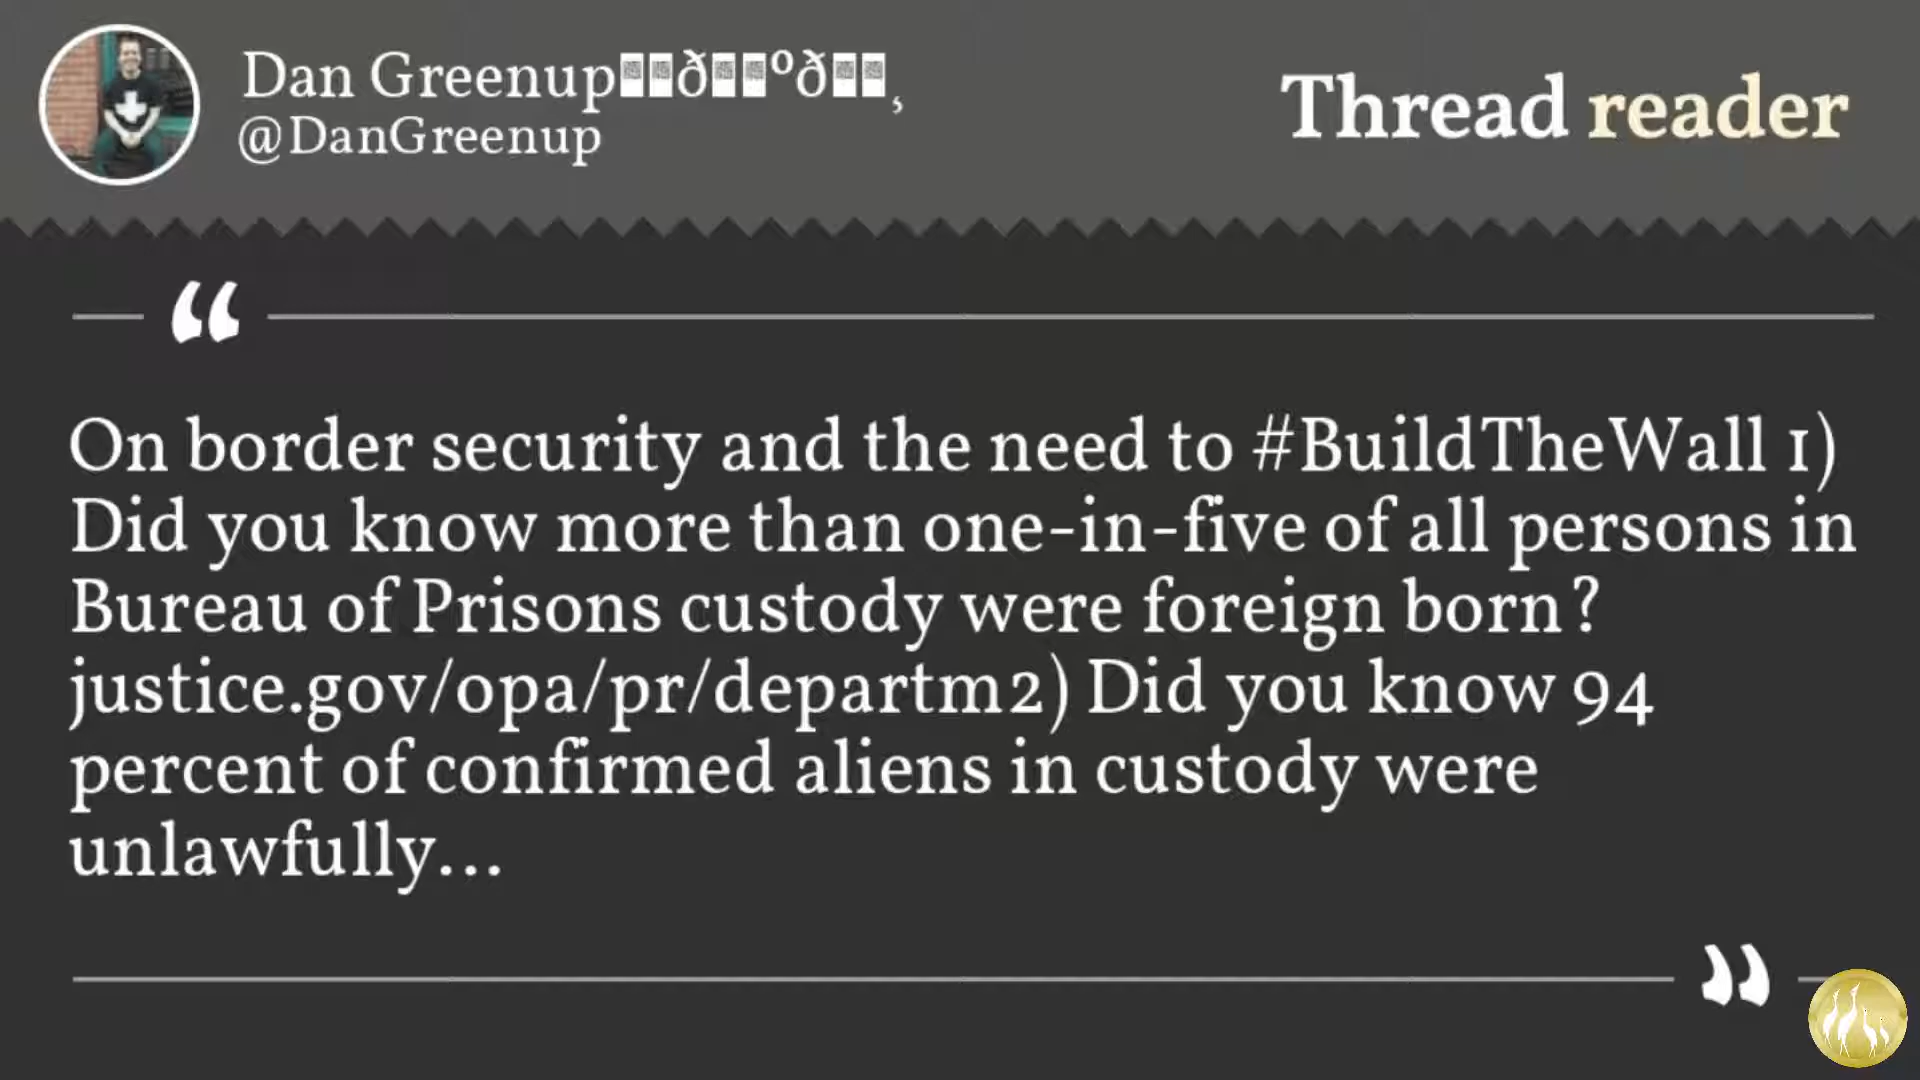 Dan Greenup
@DanGreenup
Thread reader
“
On border security and the need to #BuildTheWall 1)
Did you know more than one-in-five of all persons in
Bureau of Prisons custody were foreign born?
justice.gov/opa/pr/departm2) Did you know 94
percent of confirmed aliens in custody were
unlawfully…
”